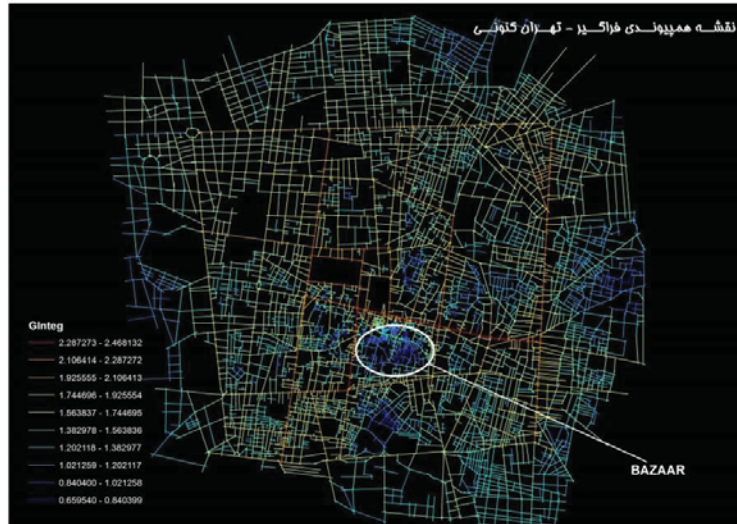 نقشه همپیوندی فراگیر - تهران کنونی
GInteg
2.287273 - 2.468132
2.106414 - 2.287272
1.925555 - 2.106413
1.744696 - 1.925554
1.563837 - 1.744695
1.382978 - 1.563836
1.202118 - 1.382977
1.021259 - 1.202117
0.840400 - 1.021258
0.659540 - 0.840399
BAZAAR